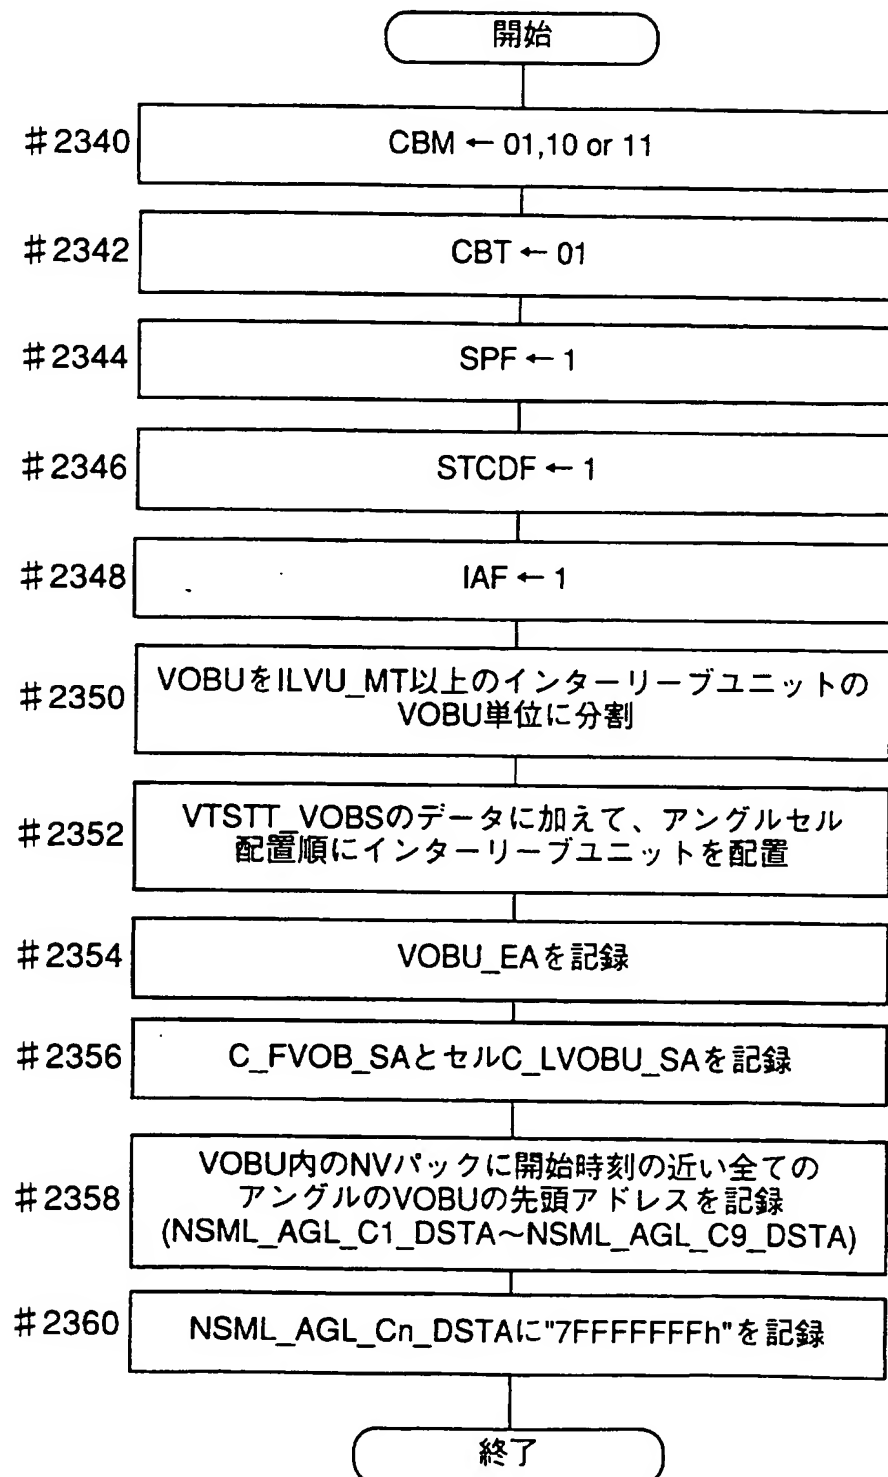 開始
#2340
CBM ← 01,10 or 11
#2342
CBT ← 01
#2344
SPF ← 1
#2346
STCDF ← 1
#2348
IAF ← 1
#2350
VOBUをILVU_MT以上のインターリーブユニットの
VOBU単位に分割
#2352
VTSTT_VOBSのデータに加えて、アングルセル
配置順にインターリーブユニットを配置
#2354
VOBU_EAを記録
#2356
C_FVOB_SAとセルC_LVOBU_SAを記録
#2358
VOBU内のNVパックに開始時刻の近い全ての
アングルのVOBUの先頭アドレスを記録
(NSML_AGL_C1_DSTA～NSML_AGL_C9_DSTA)
#2360
NSML_AGL_Cn_DSTAに"7FFFFFFFh"を記録
終了